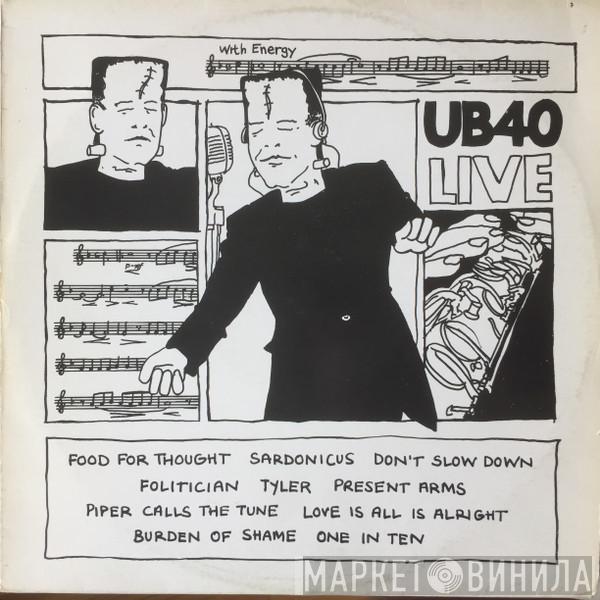 With Energy
UB40
LIVE
FOOD FOR THOUGHT SARDONICUS DON'T SLOW DOWN
FOLITICIAN TYLER PRESENT ARMS
PIPER CALLS THE TUNE LOVE IS ALL IS ALRIGHT
BURDEN OF SHAME ONE IN TEN
МАРКЕТ ВИНИЛА